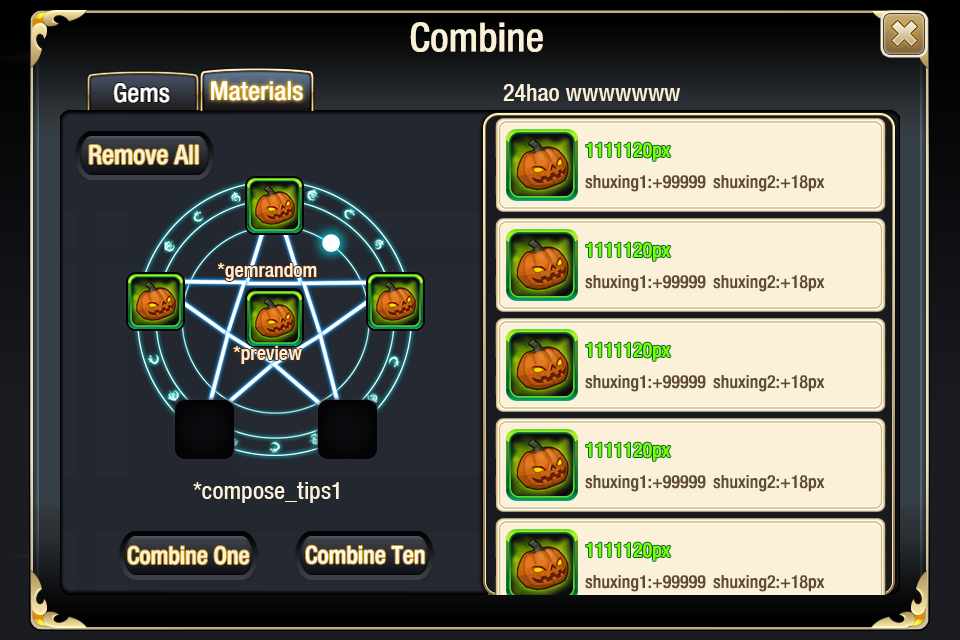 Combine
Gems
Materials
24hao wwwwwww
Remove All
*gemrandom
*preview
*compose_tips1
Combine One
Combine Ten
1111120px
shuxing1:+99999 shuxing2:+18px
1111120px
shuxing1:+99999 shuxing2:+18px
1111120px
shuxing1:+99999 shuxing2:+18px
1111120px
shuxing1:+99999 shuxing2:+18px
1111120px
shuxing1:+99999 shuxing2:+18px